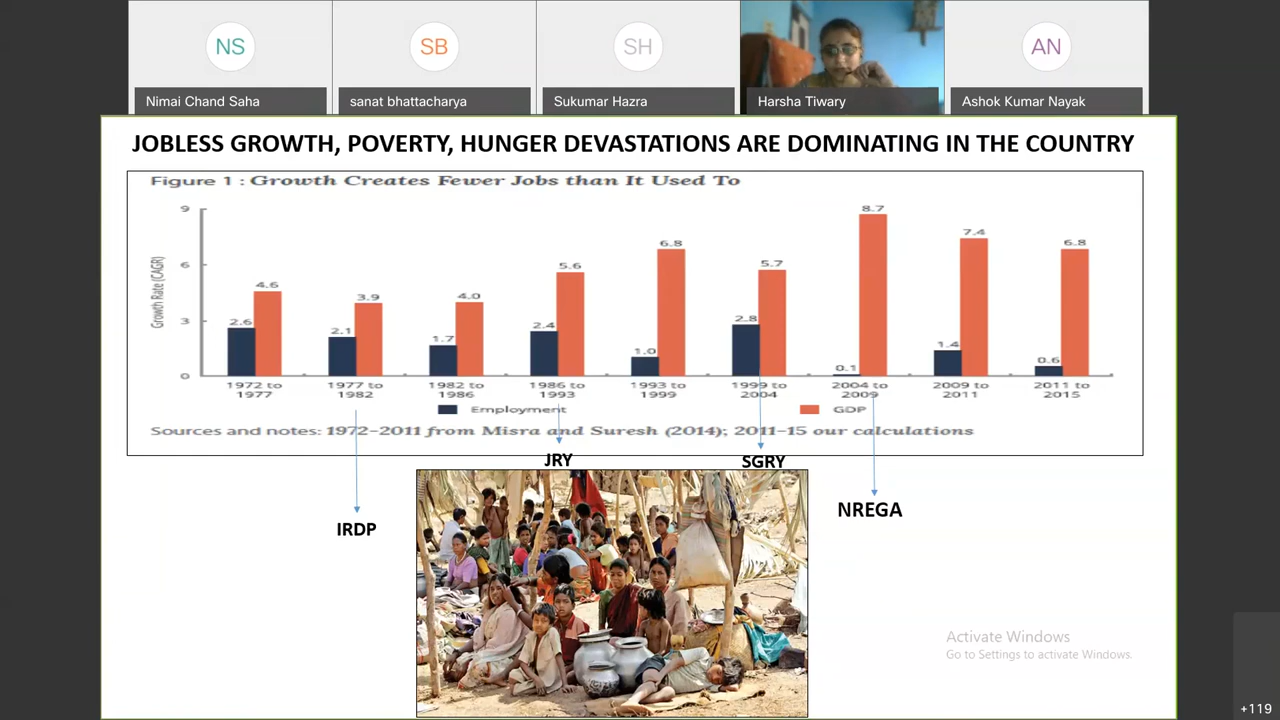 NS
SB
SH
AN
Nimai Chand Saha
sanat bhattacharya
Sukumar Hazra
Harsha Tiwary
Ashok Kumar Nayak
JOBLESS GROWTH, POVERTY, HUNGER DEVASTATIONS ARE DOMINATING IN THE COUNTRY
Figure 1 : Growth Creates Fewer Jobs than It Used To
Growth Rate (CAGR)
9
6
3
0
2.6 4.6
2.1 3.9
1.7 4.0
2.4 5.6
1.0 6.8
2.8 5.7
0.1 8.7
1.4 7.4
0.6 6.8
1972 to 1977 to 1982 to 1986 to 1993 to 1999 to 2004 to 2009 to 2011 to
1977 1982 1986 1993 1999 2004 2009 2011 2015
Employment GDP
Sources and notes: 1972-2011 from Misra and Suresh (2014); 2011-15 our calculations
JRY
SGRY
NREGA
IRDP
Activate Windows
Go to Settings to activate Windows.
+119